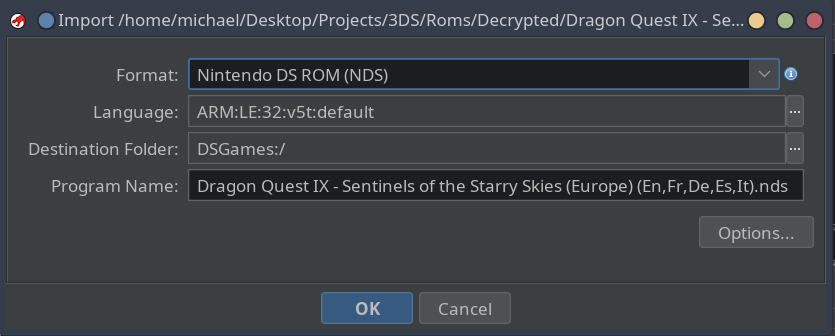 Import /home/michael/Desktop/Projects/3DS/Roms/Decrypted/Dragon Quest IX - Se...
Format: Nintendo DS ROM (NDS)
Language: ARM:LE:32:v5t:default ...
Destination Folder: DSGames:/ ...
Program Name: Dragon Quest IX - Sentinels of the Starry Skies (Europe) (En,Fr,De,Es,It).nds
Options...
OK Cancel